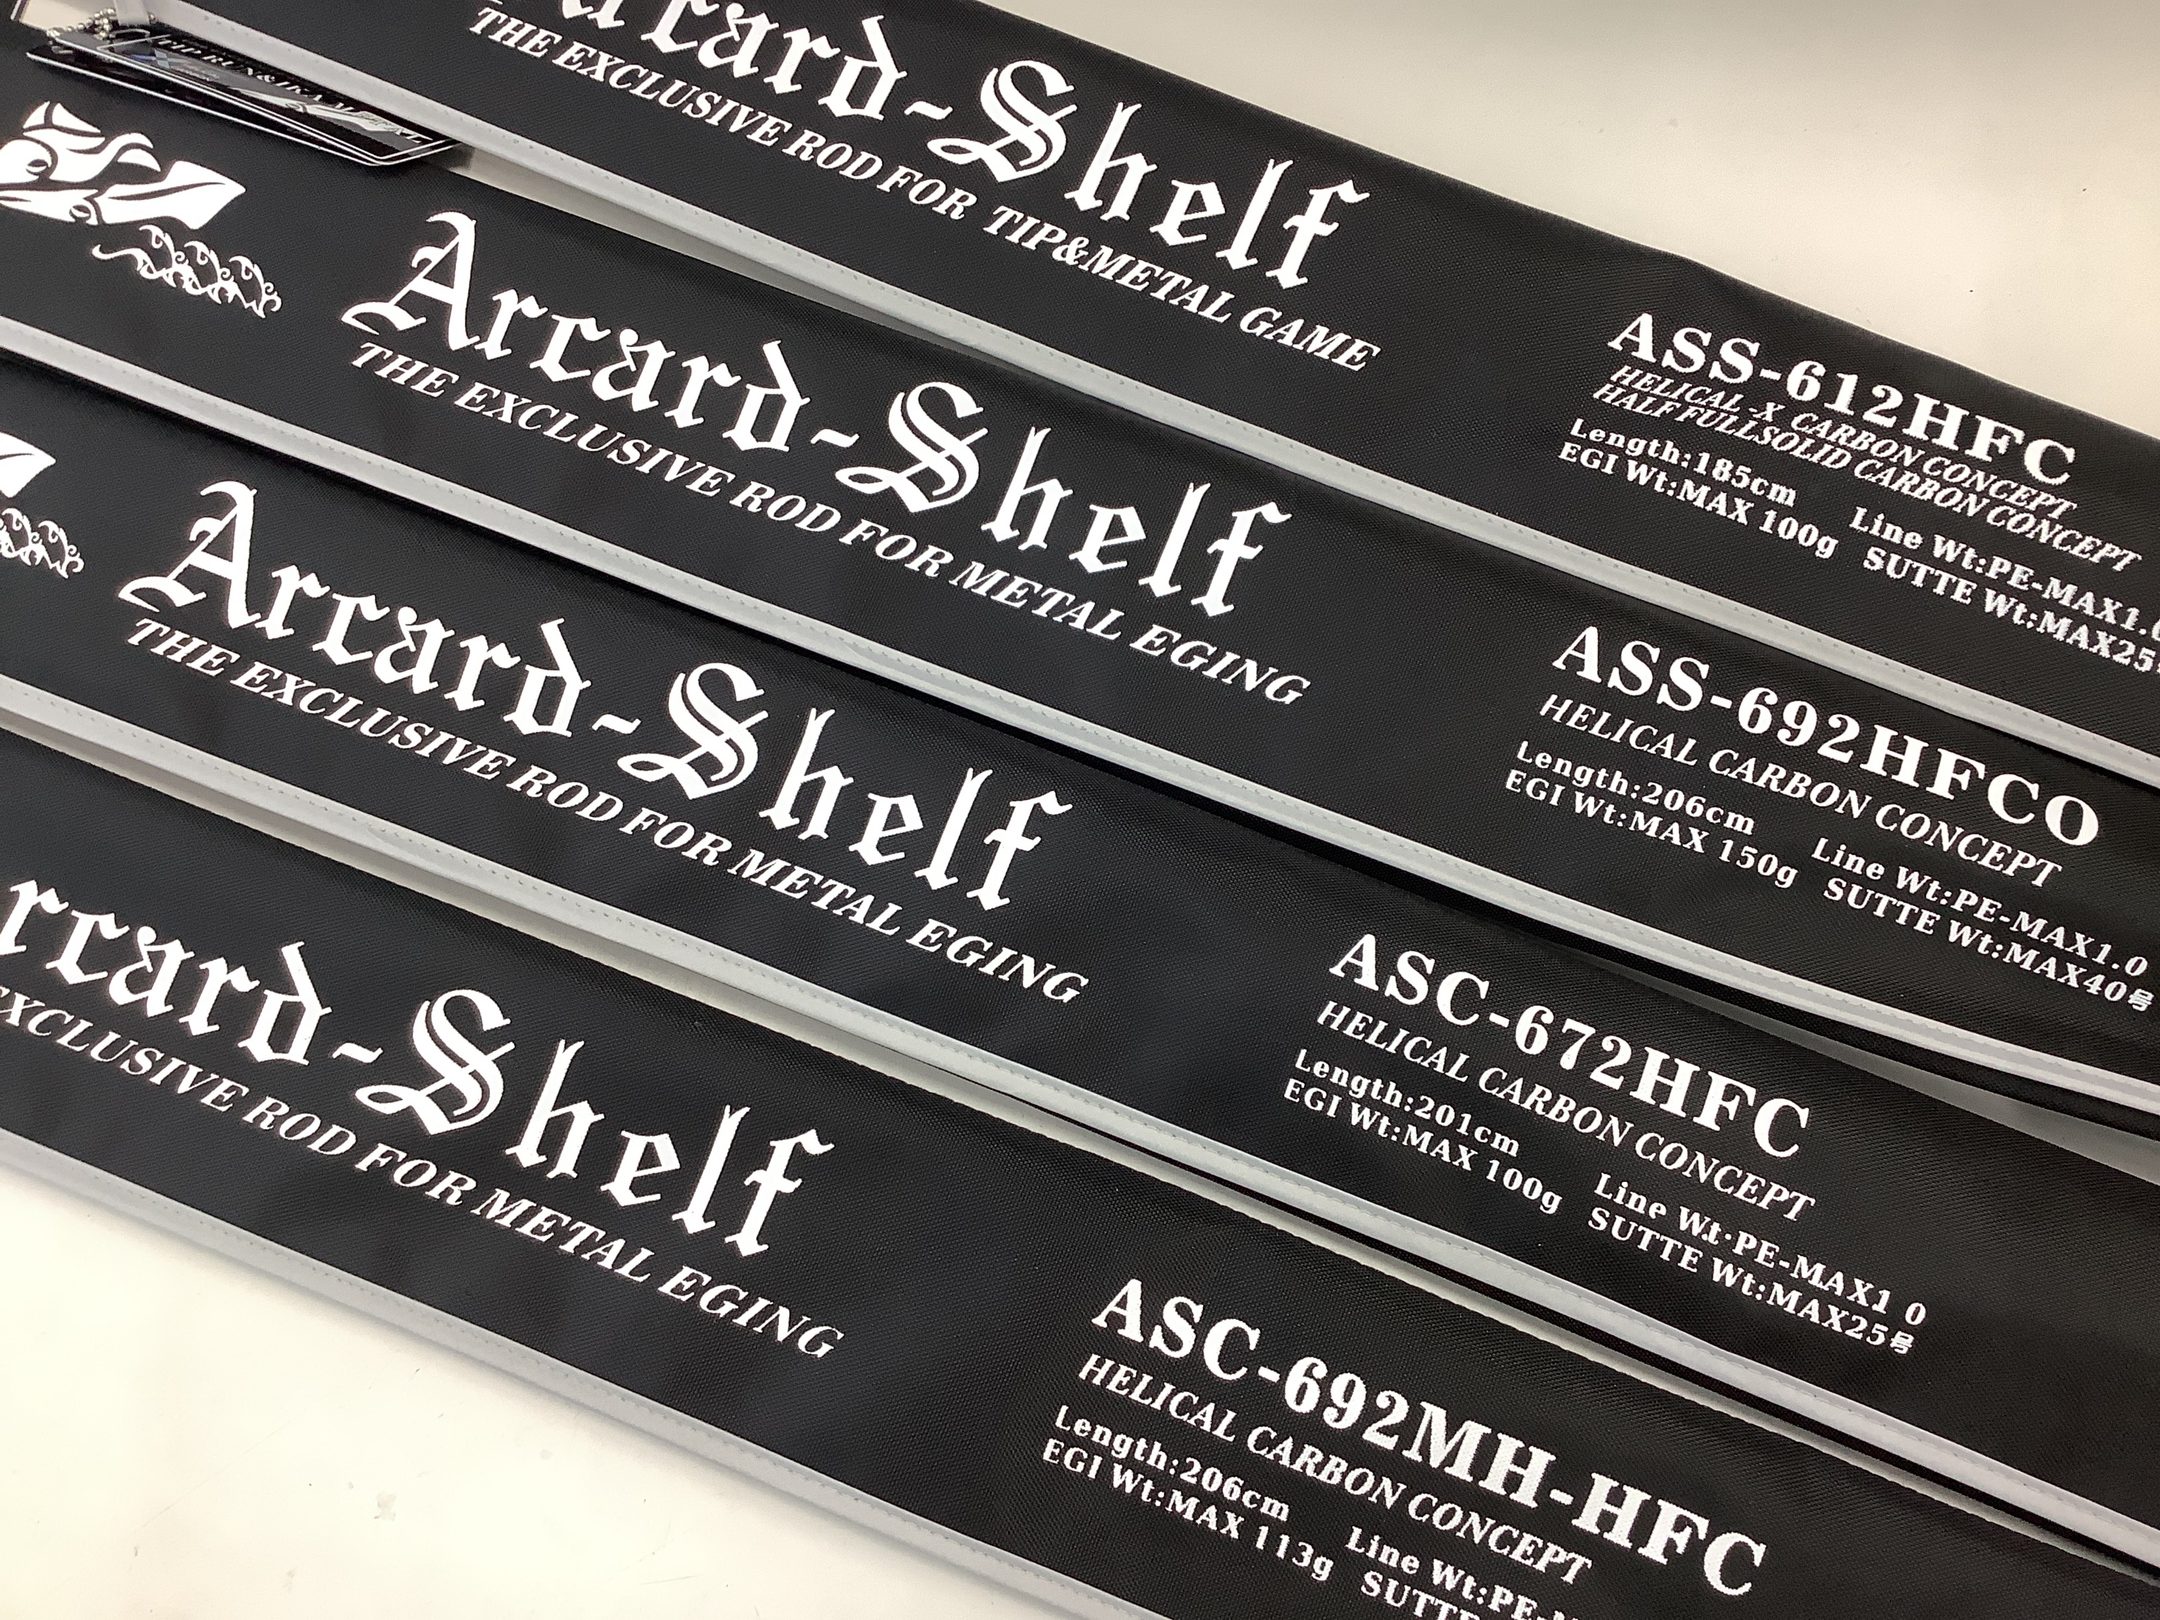 Arcard-Shelf
THE EXCLUSIVE ROD FOR TIP&METAL GAME
ASS-612HFC
HELICAL-X CARBON CONCEPT
HALF FULLSOLID CARBON CONCEPT
Length:185cm Line Wt:PE-MAX1.0
EGI Wt:MAX 100g SUTTE Wt:MAX25
Arcard-Shelf
THE EXCLUSIVE ROD FOR METAL EGING
ASS-692HFCO
HELICAL CARBON CONCEPT
Length:206cm Line Wt:PE-MAX1.0
EGI Wt:MAX 150g SUTTE Wt:MAX40号
Arcard-Shelf
THE EXCLUSIVE ROD FOR METAL EGING
ASC-672HFC
HELICAL CARBON CONCEPT
Length:201cm Line Wt:PE-MAX1 0
EGI Wt:MAX 100g SUTTE Wt:MAX25号
rcard-Shelf
EXCLUSIVE ROD FOR METAL EGING
ASC-692MH-HFC
HELICAL CARBON CONCEPT
Length:206cm Line Wt:PE-
EGI Wt:MAX 113g SUTTE